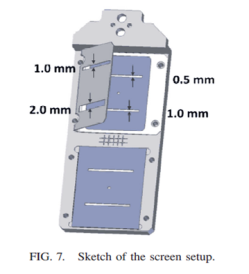 1.0 mm
0.5 mm
2.0 mm
1.0 mm
FIG. 7. Sketch of the screen setup.